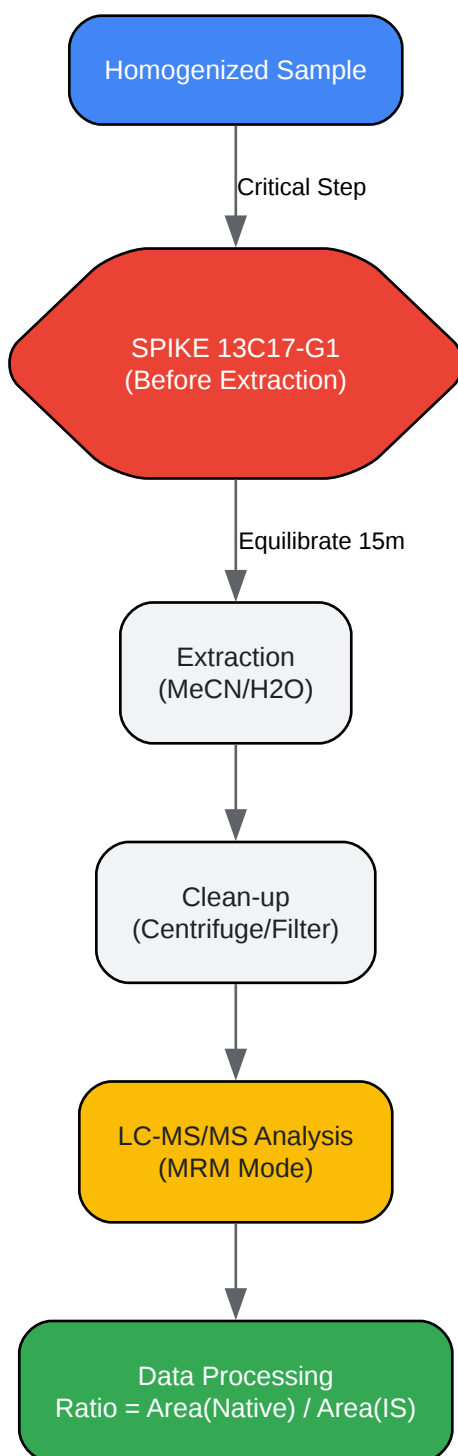 Homogenized Sample
Critical Step
SPIKE 13C17-G1
(Before Extraction)
Equilibrate 15m
Extraction
(MeCN/H2O)
Clean-up
(Centrifuge/Filter)
LC-MS/MS Analysis
(MRM Mode)
Data Processing
Ratio = Area(Native) / Area(IS)